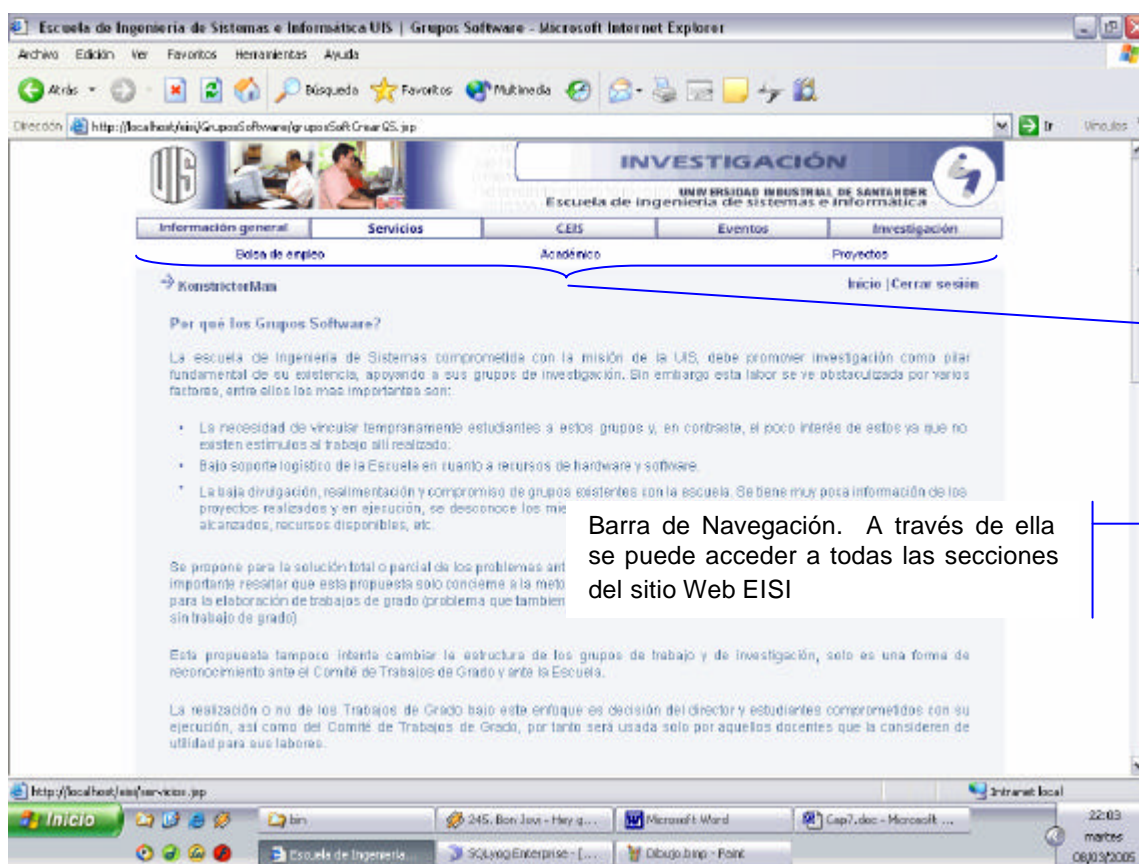 Escuela de Ingeniería de Sistemas e Informática UIS | Grupos Software - Microsoft Internet Explorer
Archivo Edición Ver Favoritos Herramientas Ayuda
Atrás Búsqueda Favoritos Multimedia
Dirección http://localhost/eisi/GruposSoftware/gruposSoftCrearGS.jsp Ir Vínculos
UIS
INVESTIGACIÓN
UNIVERSIDAD INDUSTRIAL DE SANTANDER
Escuela de ingeniería de sistemas e informática
Información general Servicios CEIS Eventos Investigación
Bolsa de empleo Académico Proyectos
KonstrictorMan Inicio | Cerrar sesión
Por qué los Grupos Software?
La escuela de Ingeniería de Sistemas comprometida con la misión de la UIS, debe promover investigación como pilar
fundamental de su existencia, apoyando a sus grupos de investigación. Sin embargo esta labor se ve obstaculizada por varios
factores, entre ellos los mas importantes son:
• La necesidad de vincular tempranamente estudiantes a estos grupos y, en contraste, el poco interés de estos ya que no
existen estímulos al trabajo allí realizado.
• Bajo soporte logístico de la Escuela en cuanto a recursos de hardware y software.
• La baja divulgación, realimentación y compromiso de grupos existentes con la escuela. Se tiene muy poca información de los
proyectos realizados y en ejecución, se desconoce los
alcanzados, recursos disponibles, etc.
Barra de Navegación. A través de ella
se puede acceder a todas las secciones
del sitio Web EISI
Se propone para la solución total o parcial de los problemas
importante resaltar que esta propuesta solo concierne a la
para la elaboración de trabajos de grado (problema que tambien
sin trabajo de grado)
Esta propuesta tampoco intenta cambiar la estructura de los grupos de trabajo y de investigación, solo es una forma de
reconocimiento ante el Comité de Trabajos de Grado y ante la Escuela.
La realización o no de los Trabajos de Grado bajo este enfoque es decisión del director y estudiantes comprometidos con su
ejecución, así como del Comité de Trabajos de Grado, por tanto será usada solo por aquellos docentes que la consideren de
utilidad para sus labores.
http://localhost/eisi/servicios.jsp Intranet local
Inicio bin 245. Bon Jovi - Hey g... Microsoft Word Cap7.doc - Microsoft ... 22:03
martes
Escuela de Ingeniería... SQLyog Enterprise - [... Dibujo.bmp - Paint 08/03/2005